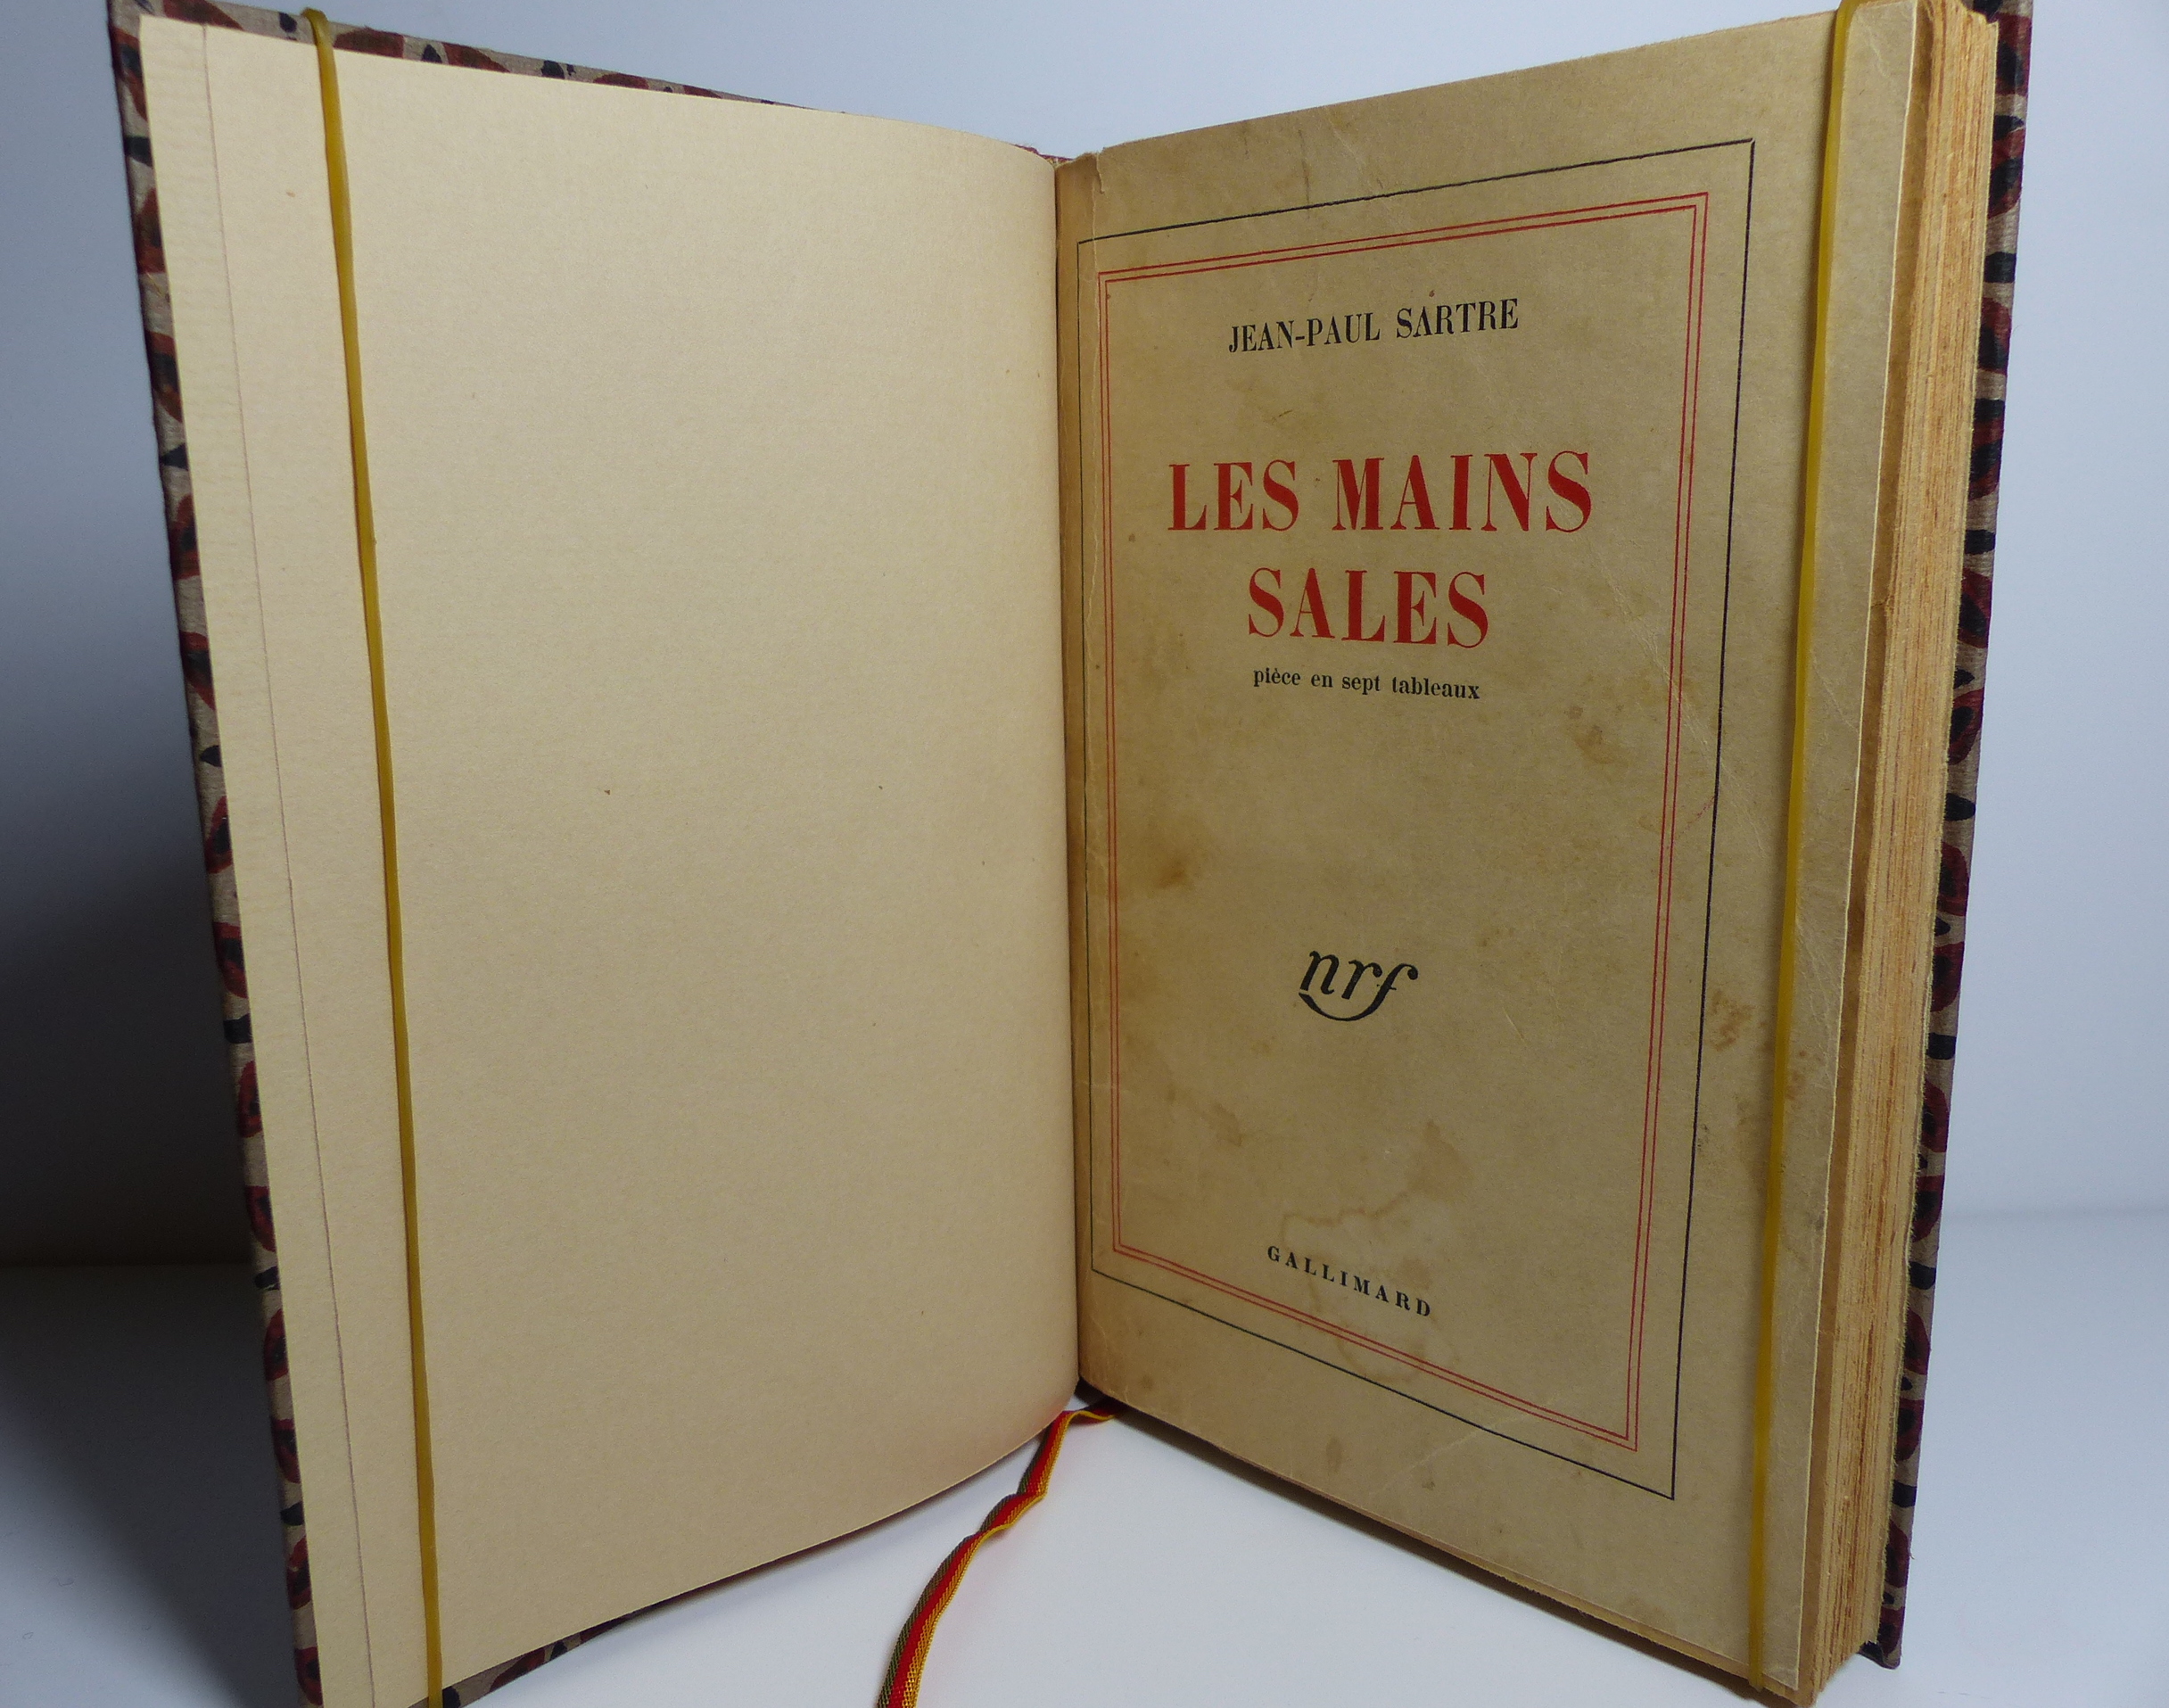 JEAN-PAUL SARTRE
LES MAINS
SALES
pièce en sept tableaux
nrf
GALLIMARD